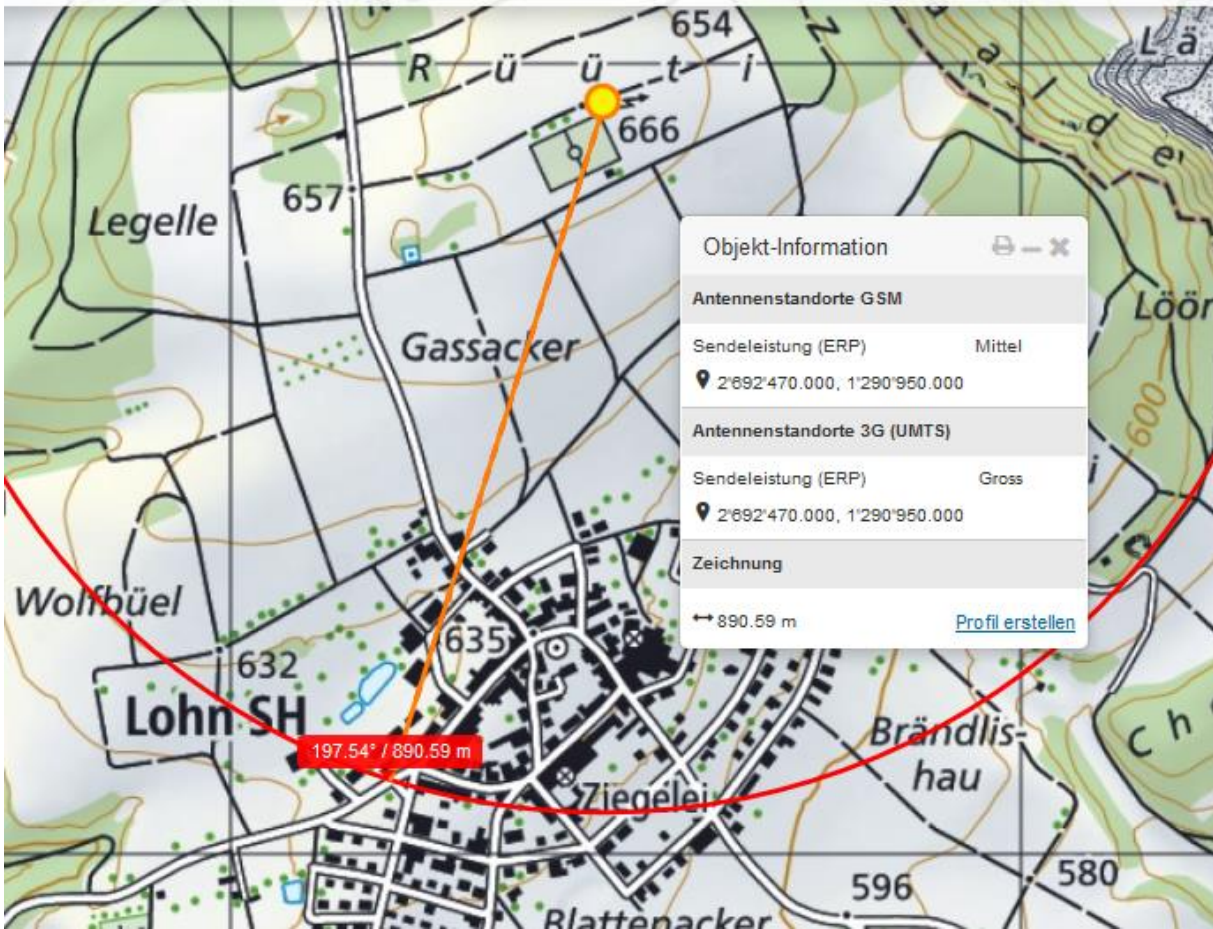 654
R ü ü t i
666
657
Legelle
Gassacker
Objekt-Information
Antennenstandorte GSM
Sendeleistung (ERP) Mittel
2'692'470.000, 1'290'950.000
Antennenstandorte 3G (UMTS)
Sendeleistung (ERP) Gross
2'692'470.000, 1'290'950.000
Zeichnung
890.59 m Profil erstellen
L ä
a l d e
Löör
600
Wolfbüel
632
635
Lohn SH
197.54° / 890.59 m
Ziegelei
Brändlis-
hau
C h
596
580
Blattenacker